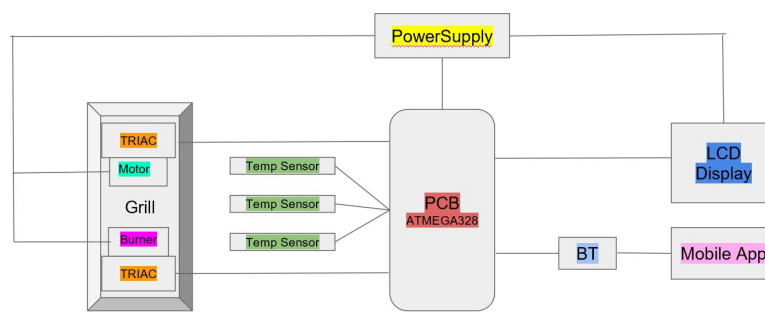 PowerSupply
TRIAC
Motor
Grill
Burner
TRIAC
Temp Sensor
Temp Sensor
Temp Sensor
PCB
ATMEGA328
LCD
Display
BT
Mobile App